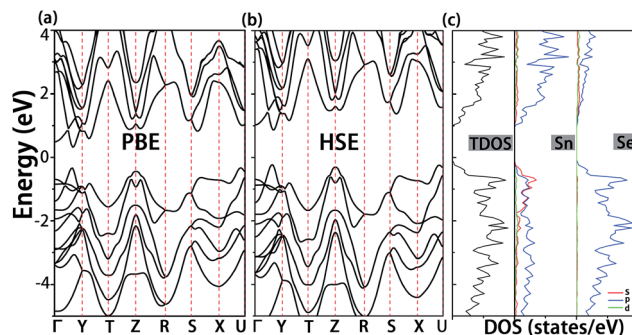 (a)
(b)
(c)
4
2
0
-2
-4
Energy (eV)
PBE
HSE
TDOS
Sn
Se
s
p
d
Γ Y T Z R S X U
Γ Y T Z R S X U
DOS (states/eV)